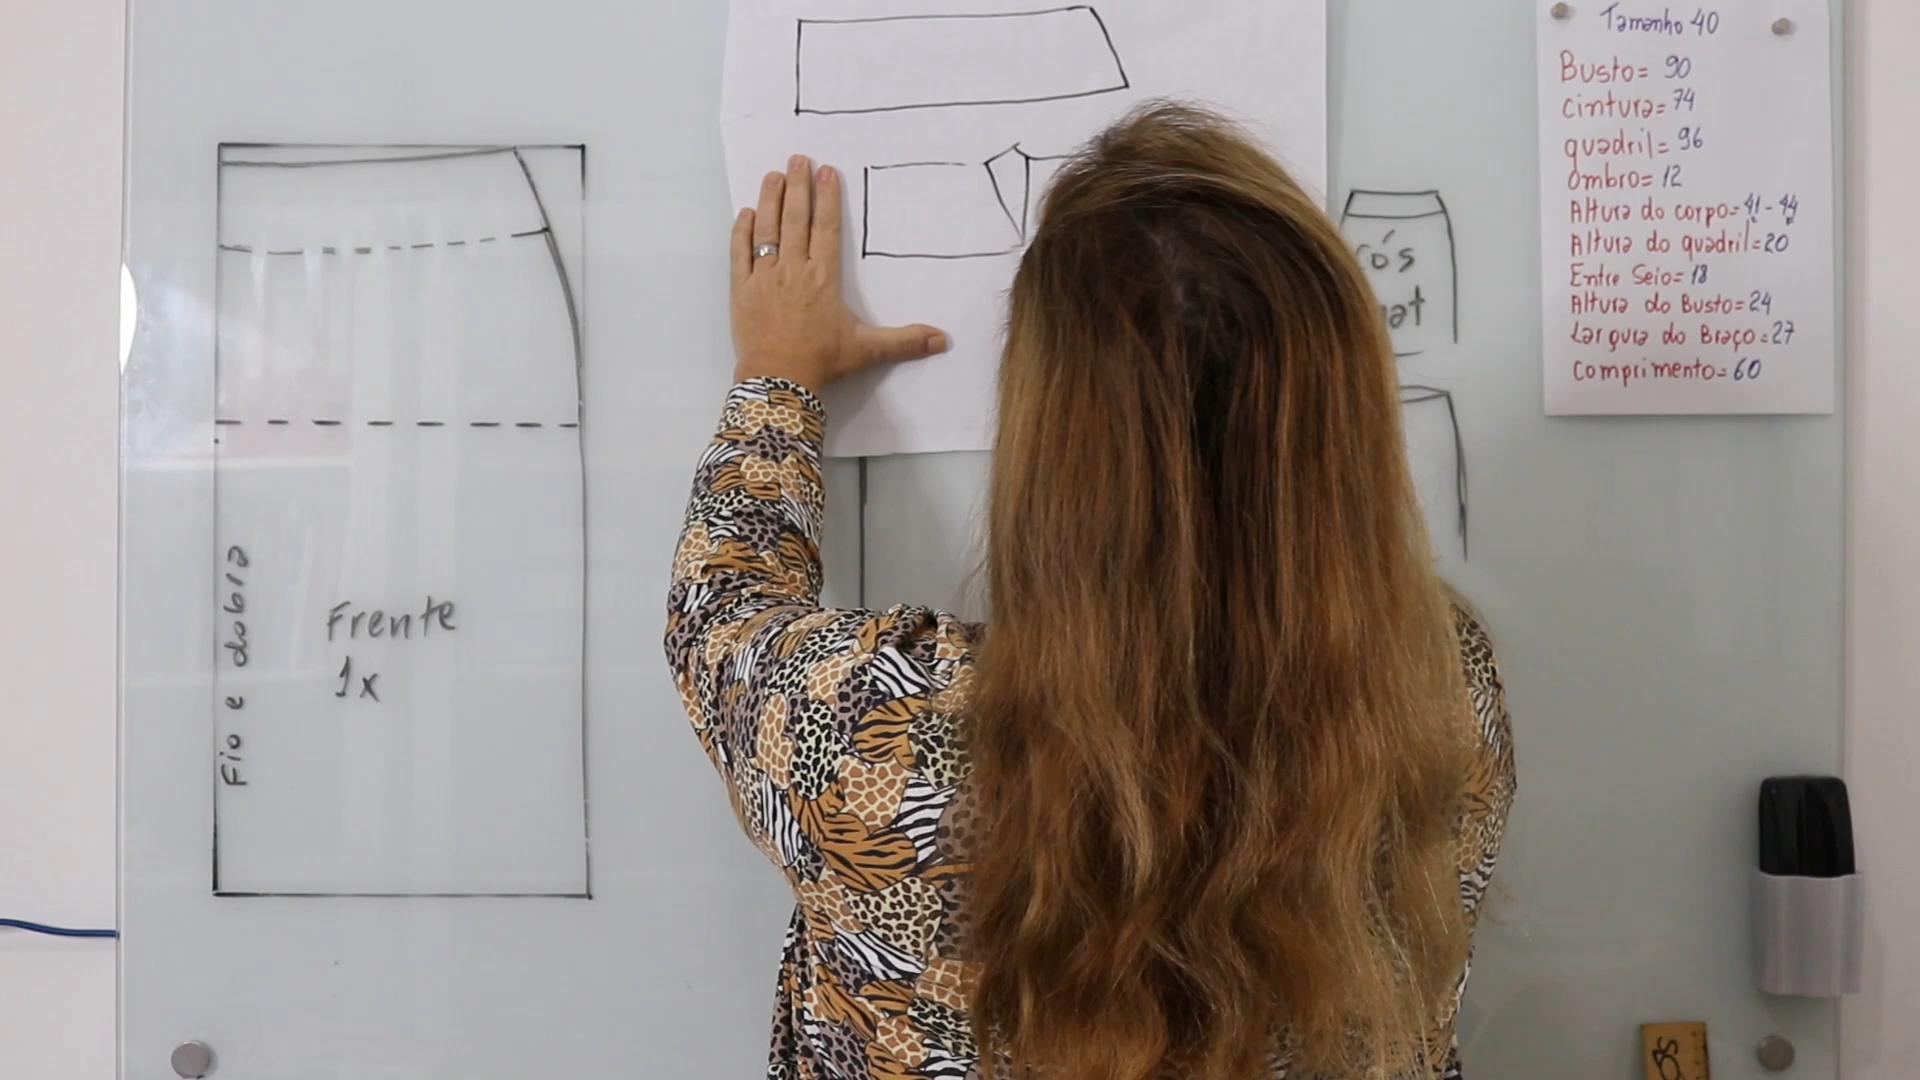 Fio e dobra
Frente
1x
cós
Tamanho 40
Busto= 90
cintura= 74
quadril= 96
Ombro= 12
Altura do corpo= 41 - 44
Altura do quadril= 20
Entre Seio= 18
Altura do Busto= 24
Largura do Braço= 27
comprimento= 60